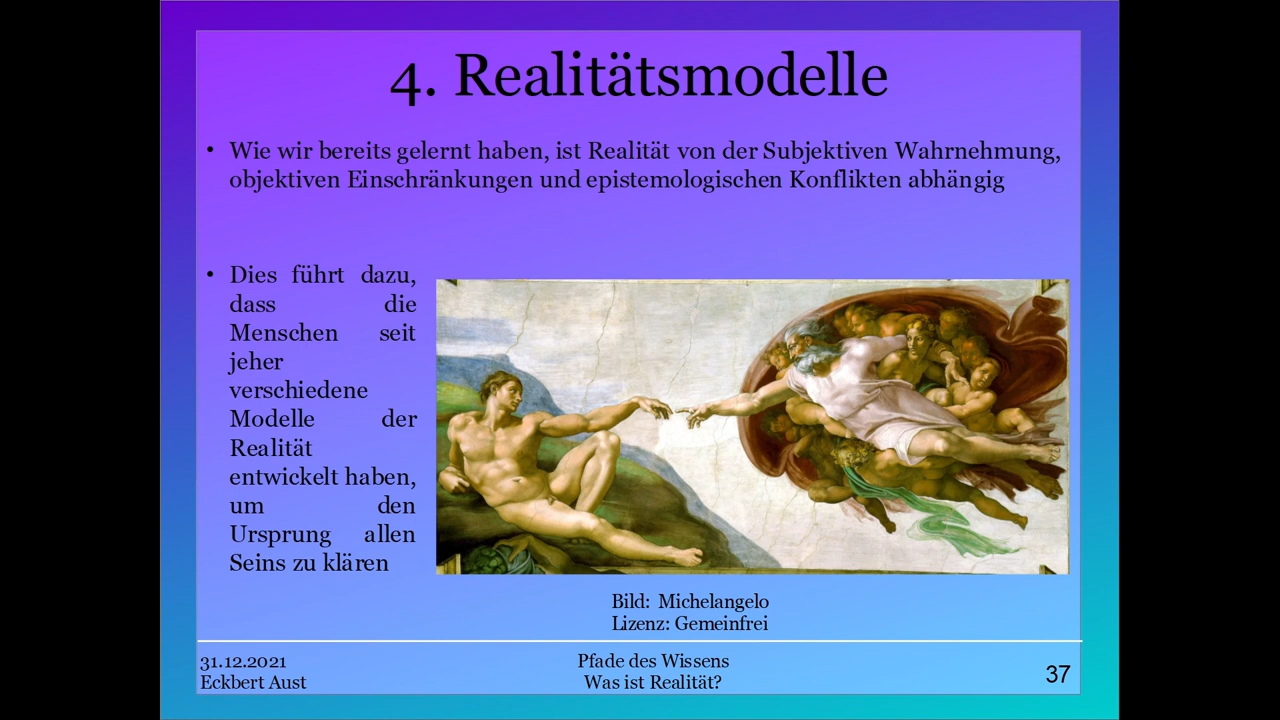 4. Realitätsmodelle
• Wie wir bereits gelernt haben, ist Realität von der Subjektiven Wahrnehmung,
objektiven Einschränkungen und epistemologischen Konflikten abhängig
• Dies führt dazu,
dass die
Menschen seit
jeher
verschiedene
Modelle der
Realität
entwickelt haben,
um den
Ursprung allen
Seins zu klären
Bild: Michelangelo
Lizenz: Gemeinfrei
31.12.2021
Eckbert Aust
Pfade des Wissens
Was ist Realität?
37